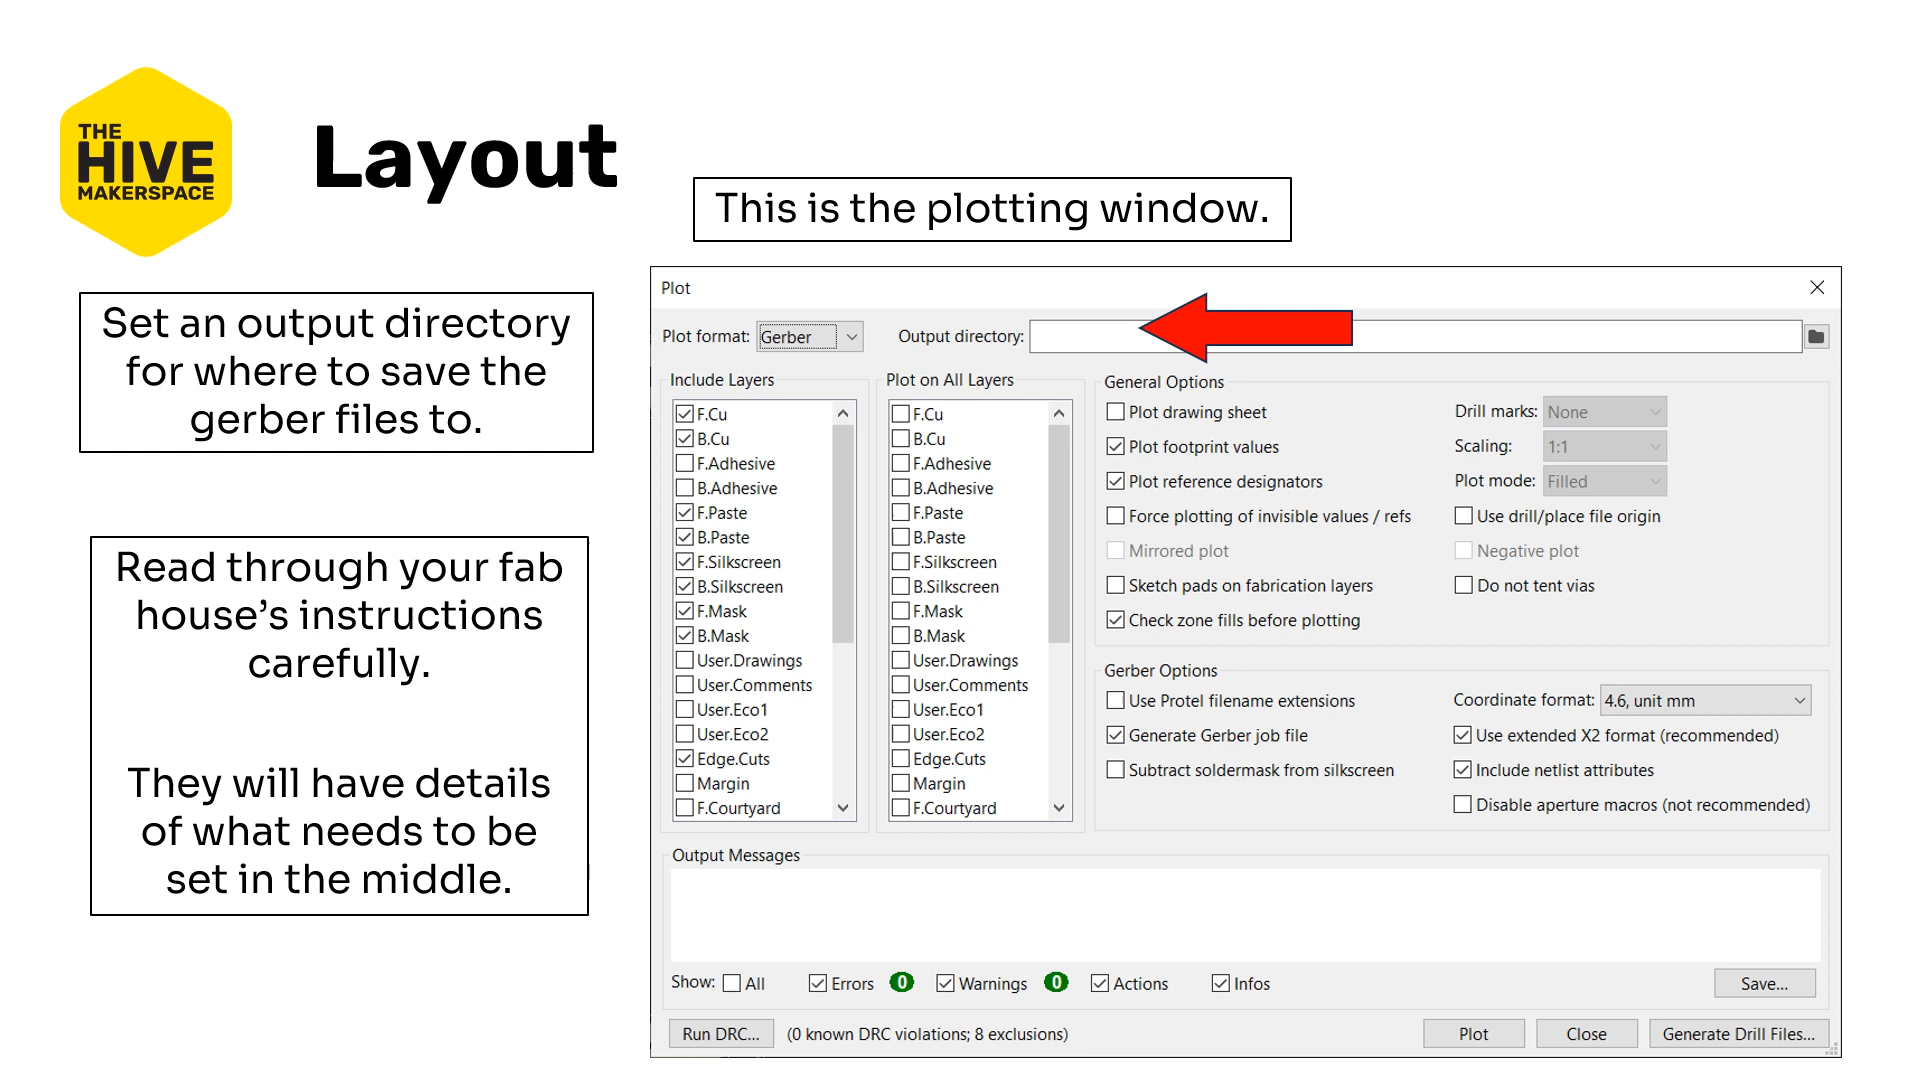 THE
HIVE
MAKERSPACE
Layout
This is the plotting window.
Set an output directory
for where to save the
gerber files to.
Read through your fab
house’s instructions
carefully.
They will have details
of what needs to be
set in the middle.
Plot
Plot format: Gerber
Output directory:
Include Layers
F.Cu
B.Cu
F.Adhesive
B.Adhesive
F.Paste
B.Paste
F.Silkscreen
B.Silkscreen
F.Mask
B.Mask
User.Drawings
User.Comments
User.Eco1
User.Eco2
Edge.Cuts
Margin
F.Courtyard
Plot on All Layers
F.Cu
B.Cu
F.Adhesive
B.Adhesive
F.Paste
B.Paste
F.Silkscreen
B.Silkscreen
F.Mask
B.Mask
User.Drawings
User.Comments
User.Eco1
User.Eco2
Edge.Cuts
Margin
F.Courtyard
General Options
Plot drawing sheet
Plot footprint values
Plot reference designators
Force plotting of invisible values / refs
Mirrored plot
Sketch pads on fabrication layers
Check zone fills before plotting
Drill marks: None
Scaling: 1:1
Plot mode: Filled
Use drill/place file origin
Negative plot
Do not tent vias
Gerber Options
Use Protel filename extensions
Generate Gerber job file
Subtract soldermask from silkscreen
Coordinate format: 4.6, unit mm
Use extended X2 format (recommended)
Include netlist attributes
Disable aperture macros (not recommended)
Output Messages
Show: All Errors 0 Warnings 0 Actions Infos Save...
Run DRC... (0 known DRC violations; 8 exclusions) Plot Close Generate Drill Files...